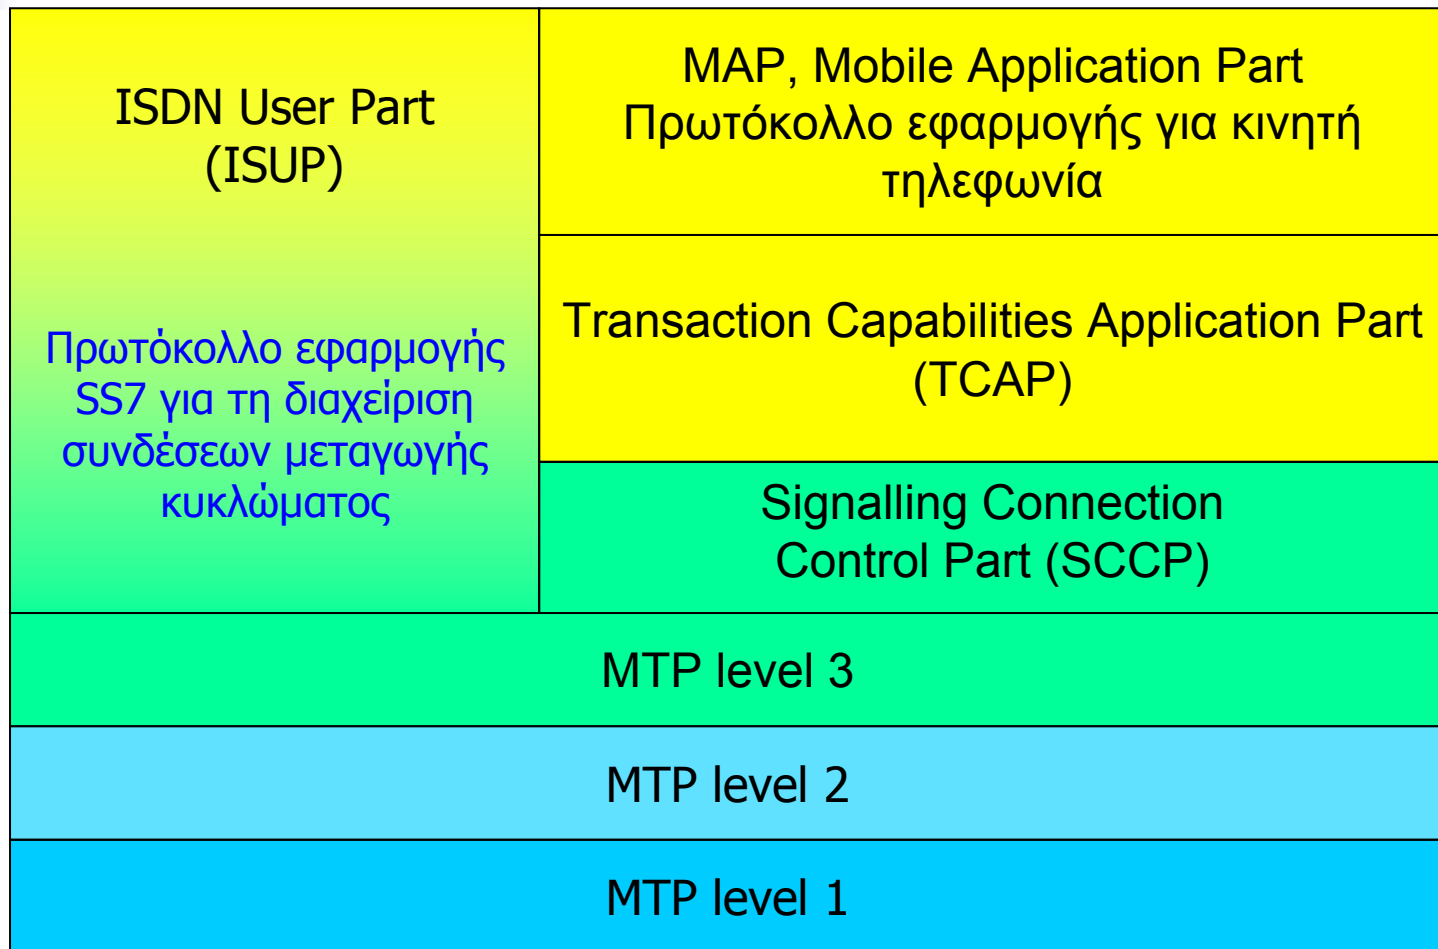 ISDN User Part
(ISUP)
Πρωτόκολλο εφαρμογής
SS7 για τη διαχείριση
συνδέσεων μεταγωγής
κυκλώματος
MAP, Mobile Application Part
Πρωτόκολλο εφαρμογής για κινητή
τηλεφωνία
Transaction Capabilities Application Part
(TCAP)
Signalling Connection
Control Part (SCCP)
MTP level 3
MTP level 2
MTP level 1